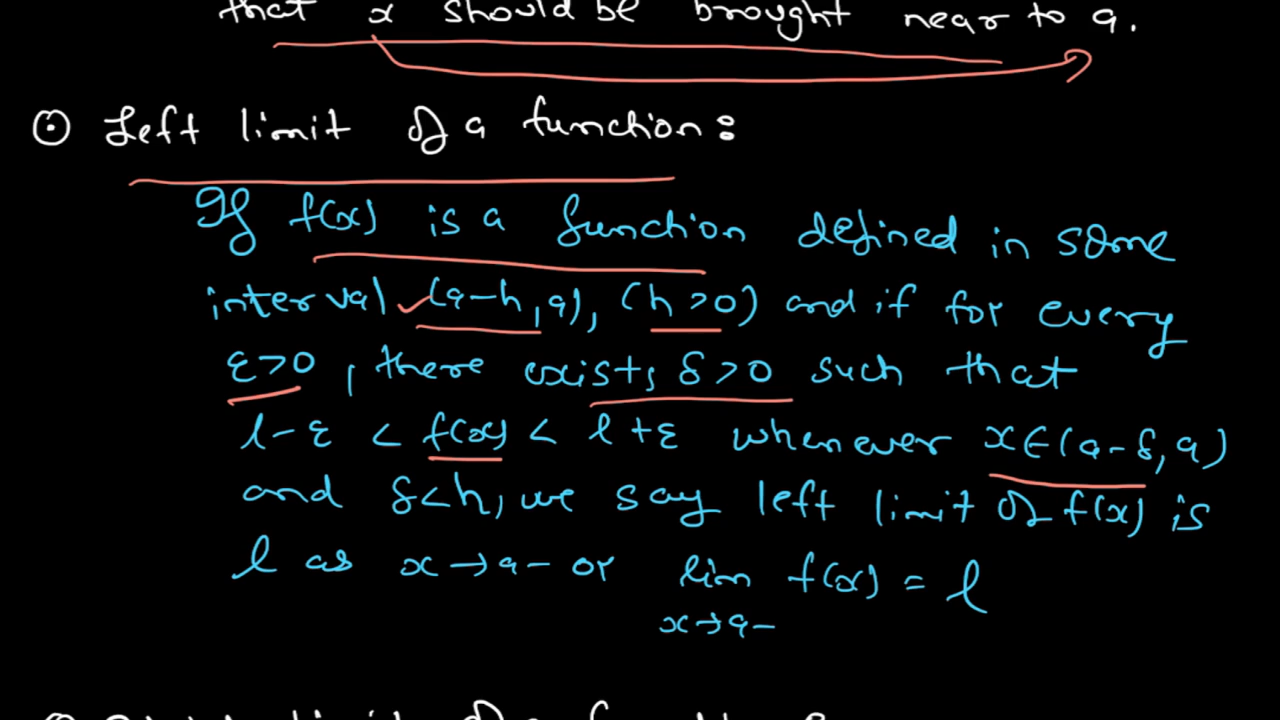 that x should be brought near to a.
⊙ Left limit of a function:
If f(x) is a function defined in some
interval (a-h, a), (h>0) and if for every
ε>0, there exists δ>0 such that
l-ε < f(x) < l+ε whenever x∈(a-δ, a)
and δ<h, we say left limit of f(x) is
l as x→a- or lim f(x) = l
x→a-